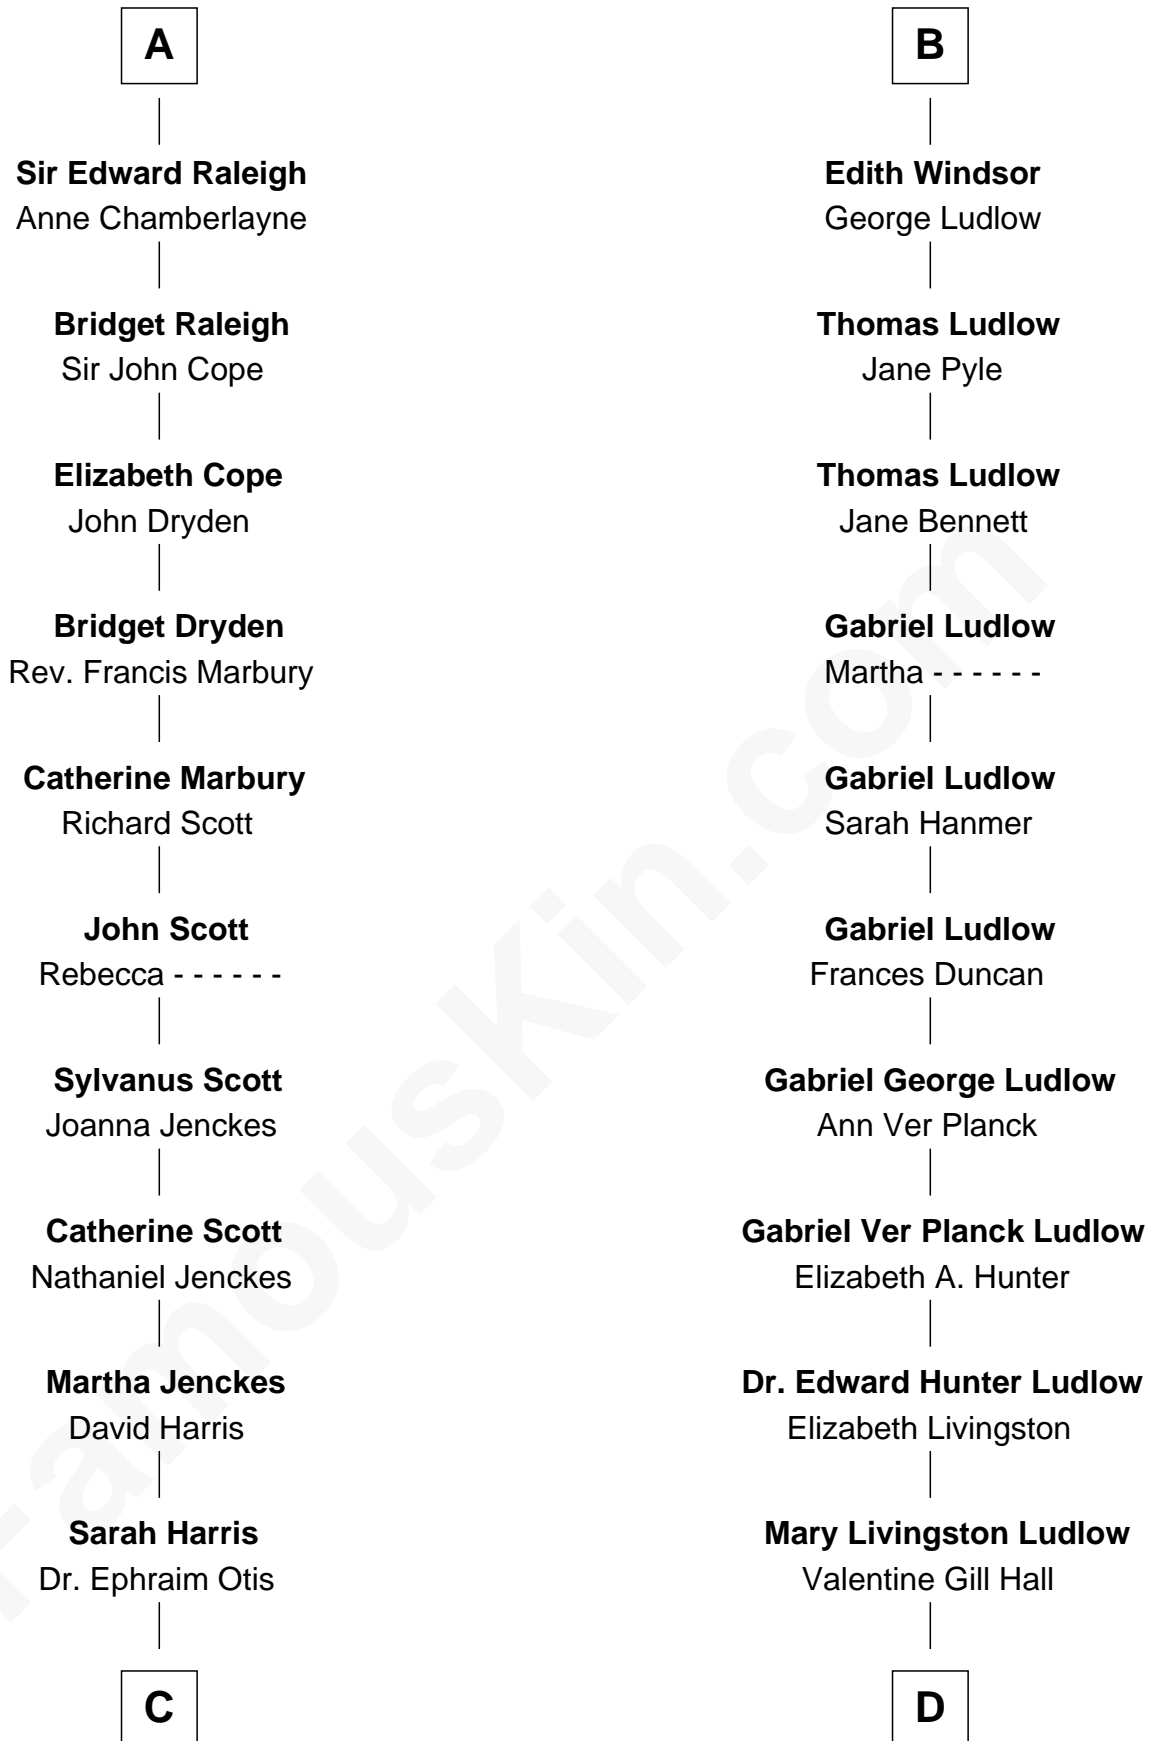 A
Sir Edward Raleigh
Anne Chamberlayne
Bridget Raleigh
Sir John Cope
Elizabeth Cope
John Dryden
Bridget Dryden
Rev. Francis Marbury
Catherine Marbury
Richard Scott
John Scott
Rebecca - - - - - -
Sylvanus Scott
Joanna Jenckes
Catherine Scott
Nathaniel Jenckes
Martha Jenckes
David Harris
Sarah Harris
Dr. Ephraim Otis
C
B
Edith Windsor
George Ludlow
Thomas Ludlow
Jane Pyle
Thomas Ludlow
Jane Bennett
Gabriel Ludlow
Martha - - - - - -
Gabriel Ludlow
Sarah Hanmer
Gabriel Ludlow
Frances Duncan
Gabriel George Ludlow
Ann Ver Planck
Gabriel Ver Planck Ludlow
Elizabeth A. Hunter
Dr. Edward Hunter Ludlow
Elizabeth Livingston
Mary Livingston Ludlow
Valentine Gill Hall
D
FamousKin.com